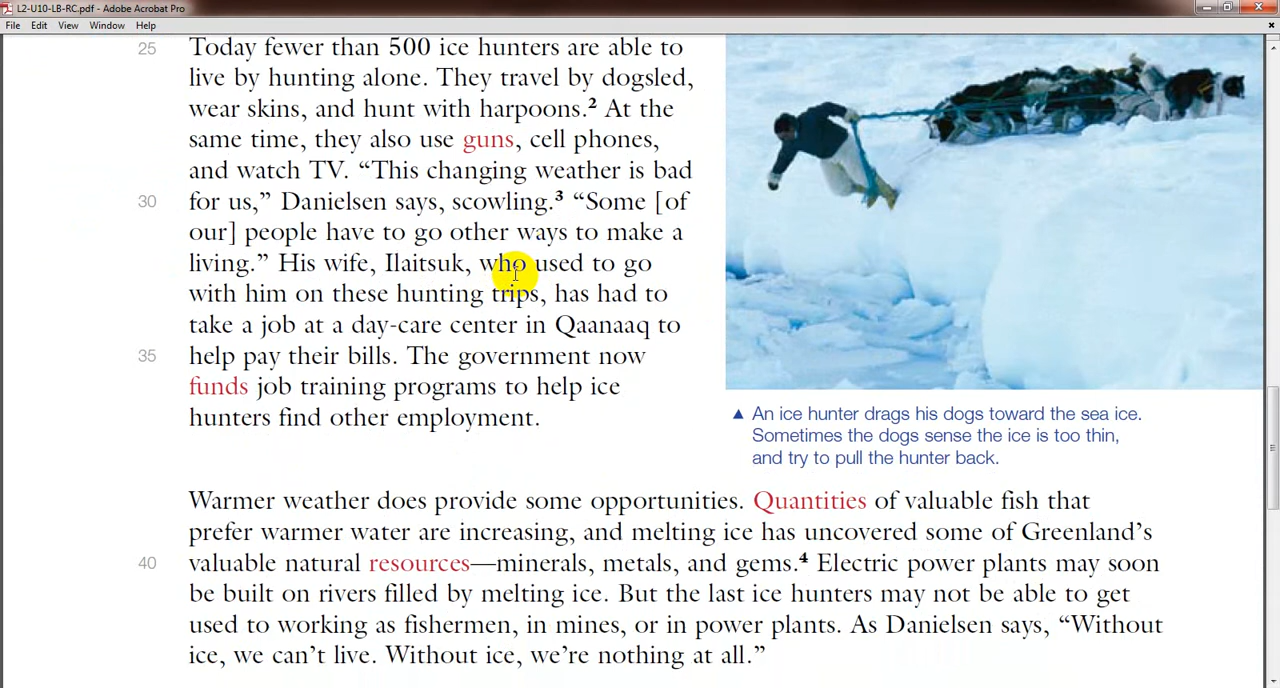 L2-U10-LB-RC.pdf - Adobe Acrobat Pro
File Edit View Window Help
25 Today fewer than 500 ice hunters are able to
live by hunting alone. They travel by dogsled,
wear skins, and hunt with harpoons.² At the
same time, they also use guns, cell phones,
and watch TV. “This changing weather is bad
30 for us,” Danielsen says, scowling.³ “Some [of
our] people have to go other ways to make a
living.” His wife, Ilaitsuk, who used to go
with him on these hunting trips, has had to
take a job at a day-care center in Qaanaaq to
35 help pay their bills. The government now
funds job training programs to help ice
hunters find other employment.
▲ An ice hunter drags his dogs toward the sea ice.
Sometimes the dogs sense the ice is too thin,
and try to pull the hunter back.
Warmer weather does provide some opportunities. Quantities of valuable fish that
prefer warmer water are increasing, and melting ice has uncovered some of Greenland’s
40 valuable natural resources—minerals, metals, and gems.⁴ Electric power plants may soon
be built on rivers filled by melting ice. But the last ice hunters may not be able to get
used to working as fishermen, in mines, or in power plants. As Danielsen says, “Without
ice, we can’t live. Without ice, we’re nothing at all.”